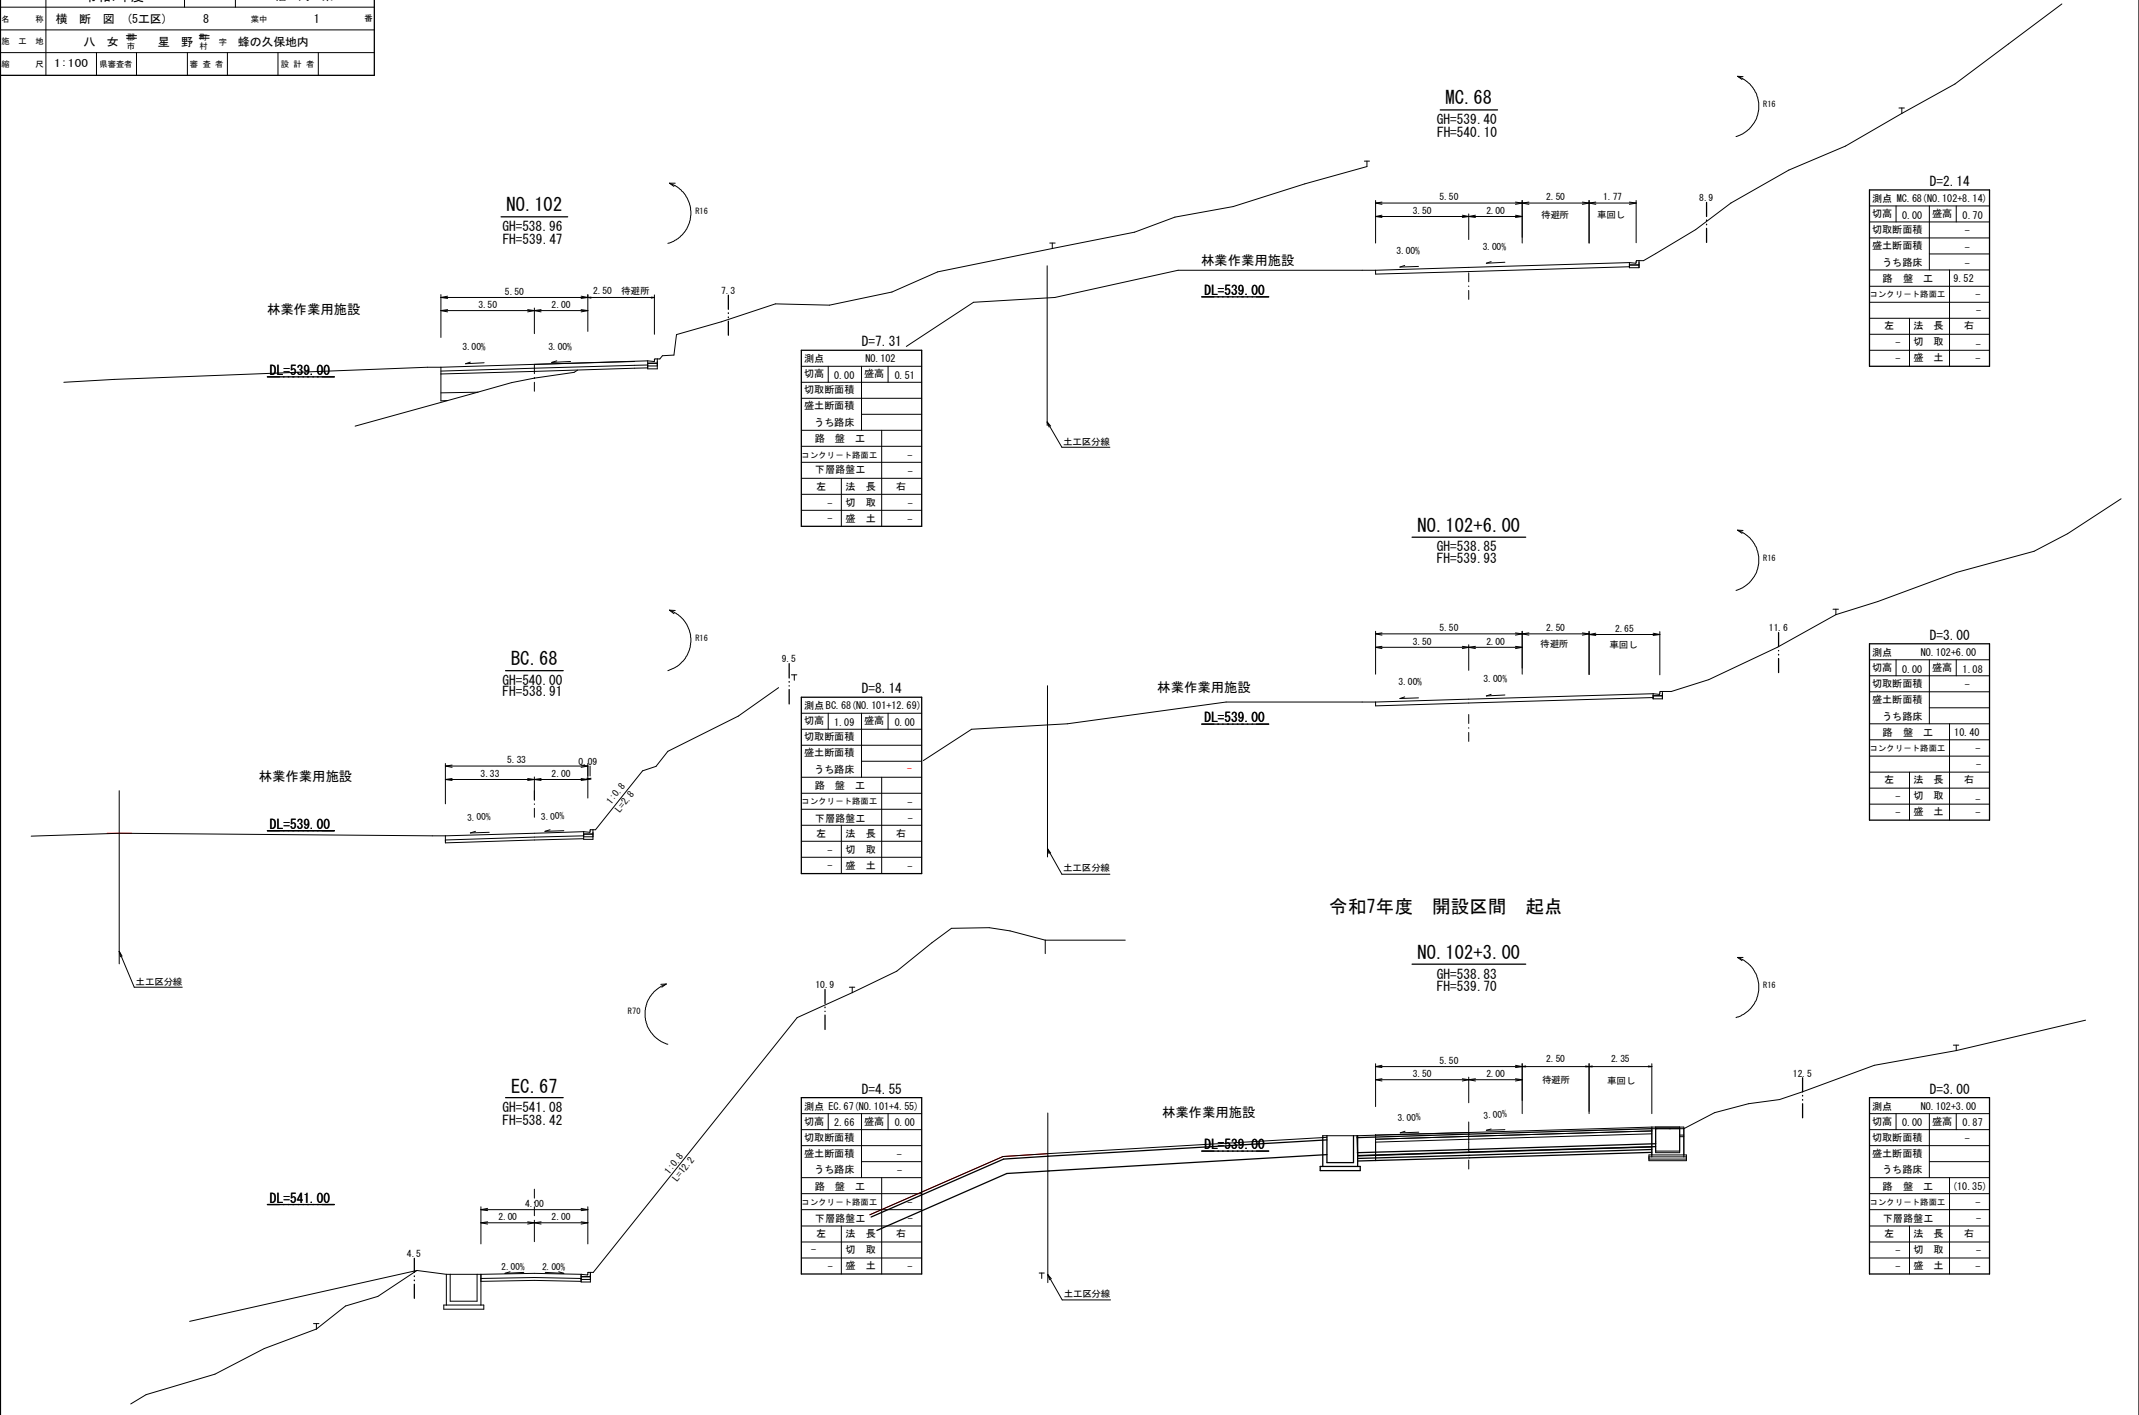 名 称 横 断 図 (5工区) 8 葉中 1 番
施 工 地 八 女 市 星 野 村 字 蜂の久保地内
縮 尺 1:100 県審査者 審 査 者 設 計 者
NO.102
GH=538.96
FH=539.47
R16
林業作業用施設
5.50 2.50 待避所
3.50 2.00
7.3
3.00% 3.00%
DL=539.00
D=7.31
測点 NO.102
切高 0.00 盛高 0.51
切取断面積
盛土断面積
うち路床
路 盤 工
コンクリート路面工 -
下層路盤工 -
左 法 長 右
- 切 取 -
- 盛 土 -
MC.68
GH=539.40
FH=540.10
R16
5.50 2.50 1.77
3.50 2.00 待避所 車回し
8.9
3.00% 3.00%
林業作業用施設
DL=539.00
土工区分線
D=2.14
測点 MC.68(NO.102+8.14)
切高 0.00 盛高 0.70
切取断面積 -
盛土断面積 -
うち路床 -
路 盤 工 9.52
コンクリート路面工 -
-
左 法 長 右
- 切 取 -
- 盛 土 -
BC.68
GH=540.00
FH=538.91
R16
9.5
林業作業用施設
5.33 0.09
3.33 2.00
1:0.8
L=2.8
3.00% 3.00%
DL=539.00
土工区分線
D=8.14
測点 BC.68(NO.101+12.69)
切高 1.09 盛高 0.00
切取断面積
盛土断面積
うち路床 -
路 盤 工
コンクリート路面工 -
下層路盤工 -
左 法 長 右
- 切 取
- 盛 土 -
NO.102+6.00
GH=538.85
FH=539.93
R16
5.50 2.50 2.65
3.50 2.00 待避所 車回し
11.6
3.00% 3.00%
林業作業用施設
DL=539.00
土工区分線
D=3.00
測点 NO.102+6.00
切高 0.00 盛高 1.08
切取断面積 -
盛土断面積
うち路床
路 盤 工 10.40
コンクリート路面工 -
-
左 法 長 右
- 切 取 -
- 盛 土 -
EC.67
GH=541.08
FH=538.42
R70
10.9
1:0.8
L=12.2
DL=541.00
4.00
2.00 2.00
4.5
2.00% 2.00%
D=4.55
測点 EC.67(NO.101+4.55)
切高 2.66 盛高 0.00
切取断面積
盛土断面積 -
うち路床 -
路 盤 工
コンクリート路面工 -
下層路盤工 -
左 法 長 右
- 切 取
- 盛 土 -
令和7年度 開設区間 起点
NO.102+3.00
GH=538.83
FH=539.70
R16
5.50 2.50 2.35
3.50 2.00 待避所 車回し
12.5
3.00% 3.00%
林業作業用施設
DL=539.00
土工区分線
D=3.00
測点 NO.102+3.00
切高 0.00 盛高 0.87
切取断面積 -
盛土断面積
うち路床
路 盤 工 (10.35)
コンクリート路面工 -
下層路盤工 -
左 法 長 右
- 切 取 -
- 盛 土 -